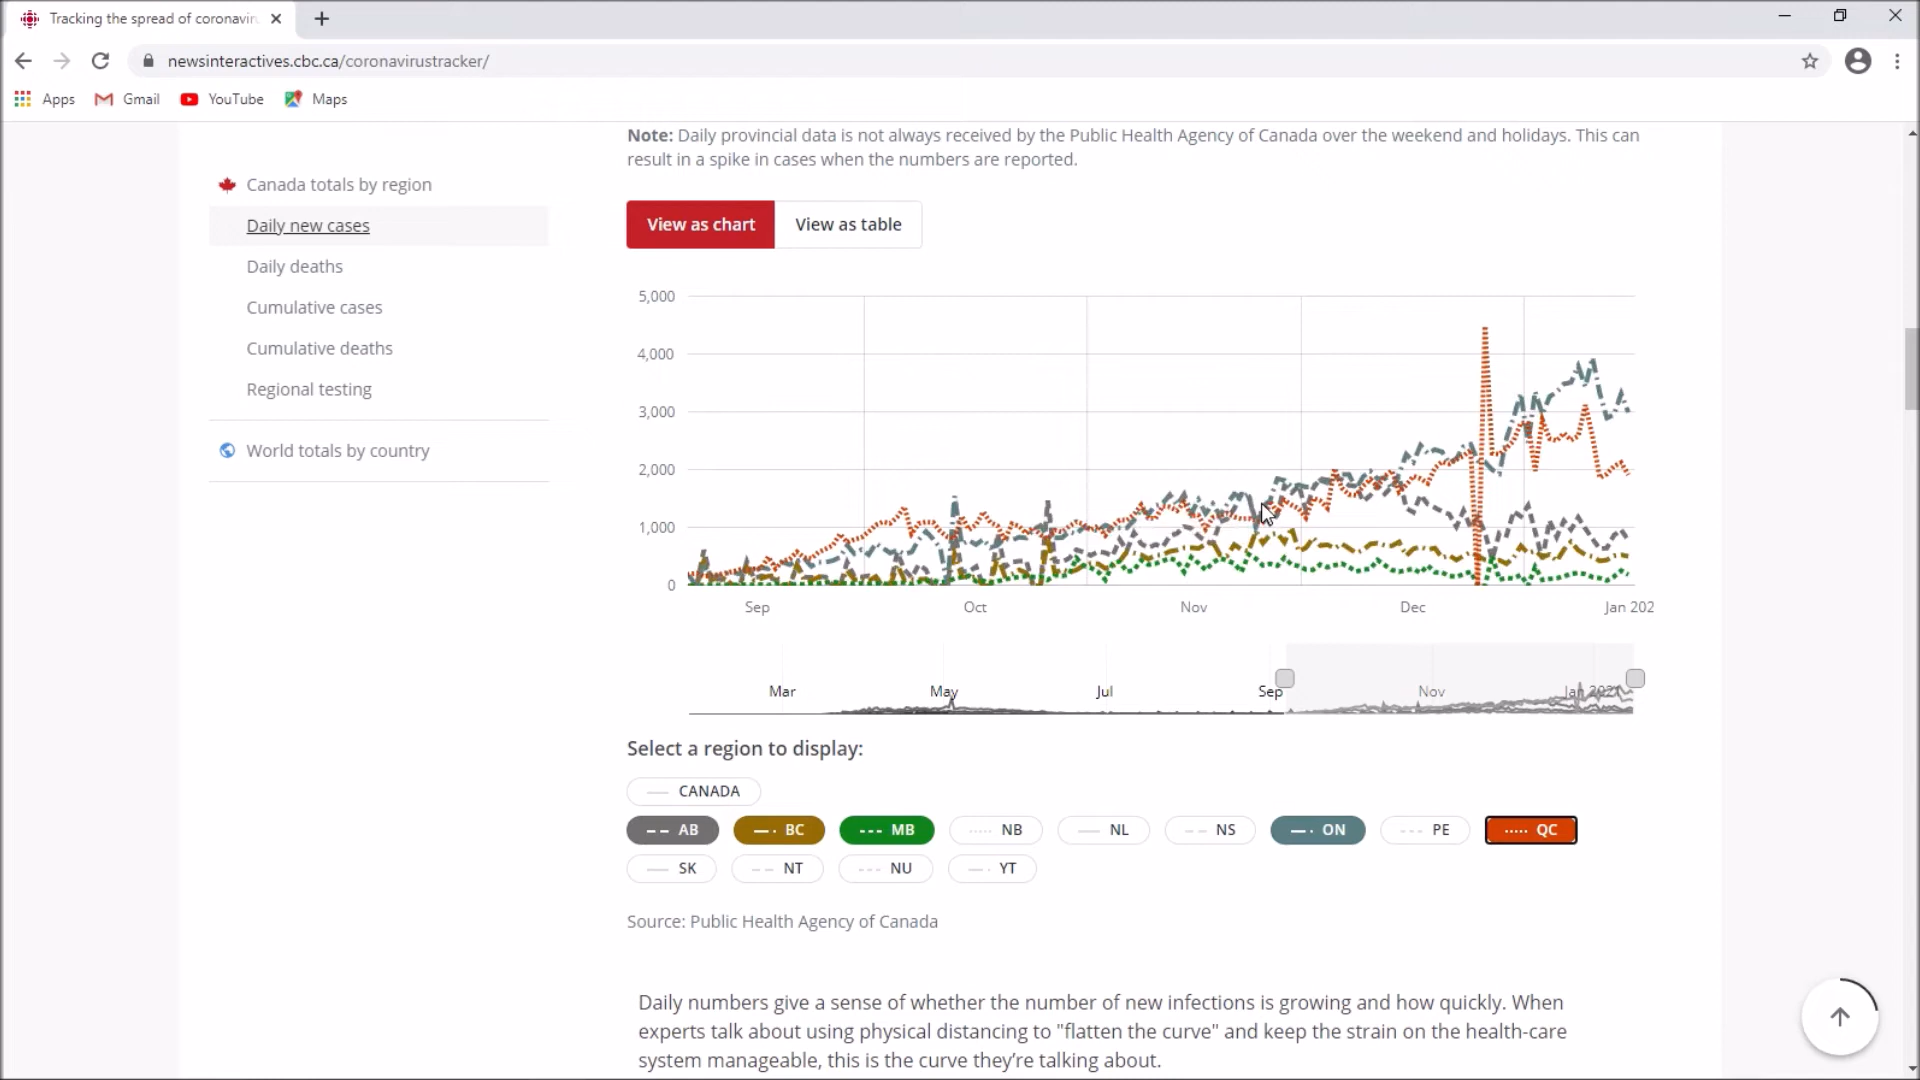 Tracking the spread of coronavir
newsinteractives.cbc.ca/coronavirustracker/
Apps
Gmail
YouTube
Maps
Canada totals by region
Daily new cases
Daily deaths
Cumulative cases
Cumulative deaths
Regional testing
World totals by country
Note: Daily provincial data is not always received by the Public Health Agency of Canada over the weekend and holidays. This can
result in a spike in cases when the numbers are reported.
View as chart View as table
5,000
4,000
3,000
2,000
1,000
0
Sep Oct Nov Dec Jan 202
Mar May Jul Sep Nov Jan 202
Select a region to display:
CANADA
AB BC MB NB NL NS ON PE QC
SK NT NU YT
Source: Public Health Agency of Canada
Daily numbers give a sense of whether the number of new infections is growing and how quickly. When
experts talk about using physical distancing to "flatten the curve" and keep the strain on the health-care
system manageable, this is the curve they’re talking about.